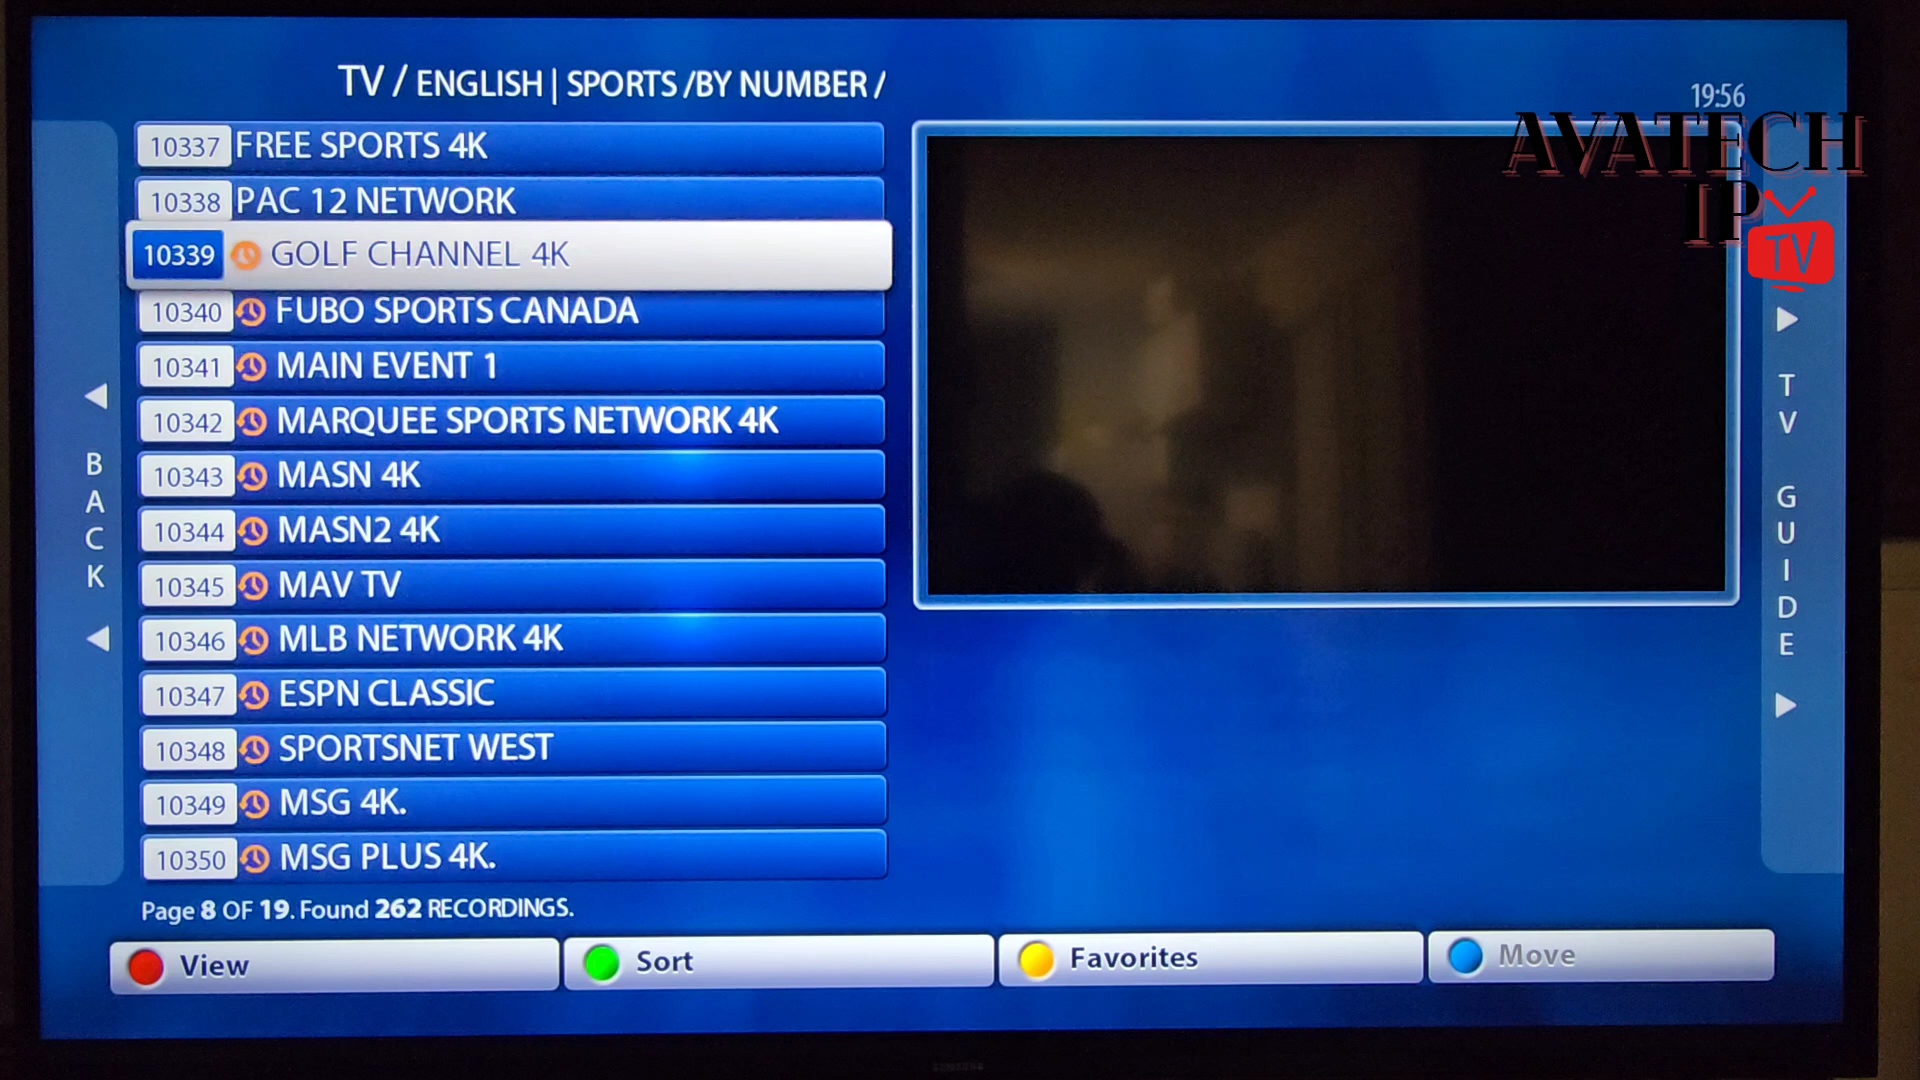 TV / ENGLISH | SPORTS /BY NUMBER /
19:56
AVATECH
IP
TV
10337 FREE SPORTS 4K
10338 PAC 12 NETWORK
10339 GOLF CHANNEL 4K
10340 FUBO SPORTS CANADA
10341 MAIN EVENT 1
10342 MARQUEE SPORTS NETWORK 4K
10343 MASN 4K
10344 MASN2 4K
10345 MAV TV
10346 MLB NETWORK 4K
10347 ESPN CLASSIC
10348 SPORTSNET WEST
10349 MSG 4K.
10350 MSG PLUS 4K.
BACK
TV GUIDE
Page 8 OF 19. Found 262 RECORDINGS.
View
Sort
Favorites
Move
SAMSUNG